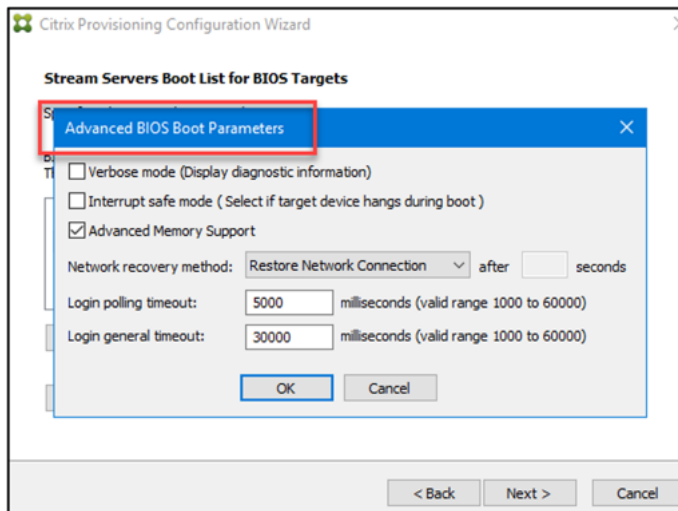 Citrix Provisioning Configuration Wizard
Stream Servers Boot List for BIOS Targets
Advanced BIOS Boot Parameters
Verbose mode (Display diagnostic information)
Interrupt safe mode ( Select if target device hangs during boot )
Advanced Memory Support
Network recovery method: Restore Network Connection after seconds
Login polling timeout: 5000 milliseconds (valid range 1000 to 60000)
Login general timeout: 30000 milliseconds (valid range 1000 to 60000)
OK Cancel
< Back Next > Cancel